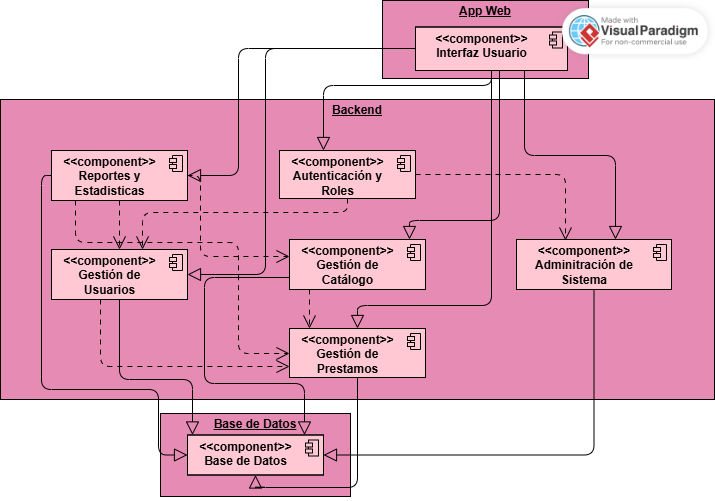 App Web
<<component>>
Interfaz Usuario
Made with
Visual Paradigm
For non-commercial use
Backend
<<component>>
Reportes y
Estadisticas
<<component>>
Autenticación y
Roles
<<component>>
Gestión de
Usuarios
<<component>>
Gestión de
Catálogo
<<component>>
Adminitración de
Sistema
<<component>>
Gestión de
Prestamos
Base de Datos
<<component>>
Base de Datos